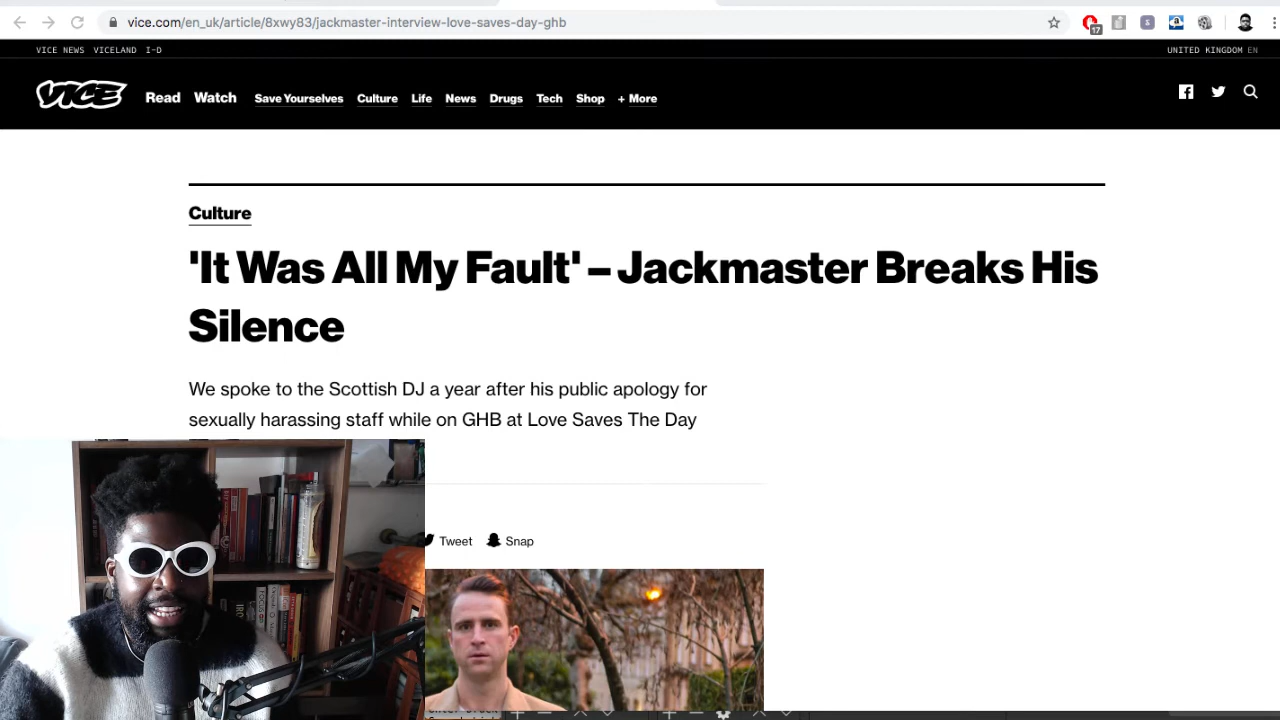 vice.com/en_uk/article/8xwy83/jackmaster-interview-love-saves-day-ghb
17
VICE NEWS VICELAND I-D
UNITED KINGDOM EN
VICE Read Watch Save Yourselves Culture Life News Drugs Tech Shop + More
Culture
'It Was All My Fault' – Jackmaster Breaks His
Silence
We spoke to the Scottish DJ a year after his public apology for
sexually harassing staff while on GHB at Love Saves The Day
Tweet Snap